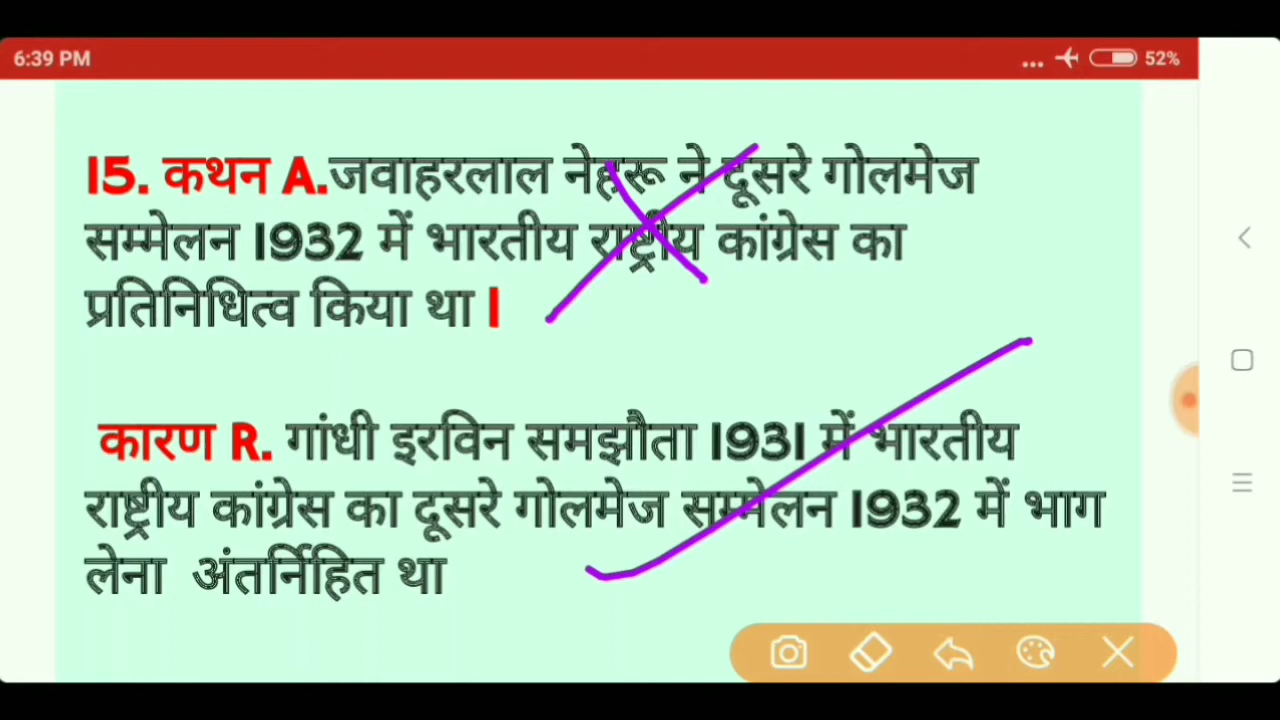 6:39 PM
... 52%
15. कथन A.जवाहरलाल नेहरू ने दूसरे गोलमेज
सम्मेलन 1932 में भारतीय राष्ट्रीय कांग्रेस का
प्रतिनिधित्व किया था |
कारण R. गांधी इरविन समझौता 1931 में भारतीय
राष्ट्रीय कांग्रेस का दूसरे गोलमेज सम्मेलन 1932 में भाग
लेना अंतर्निहित था